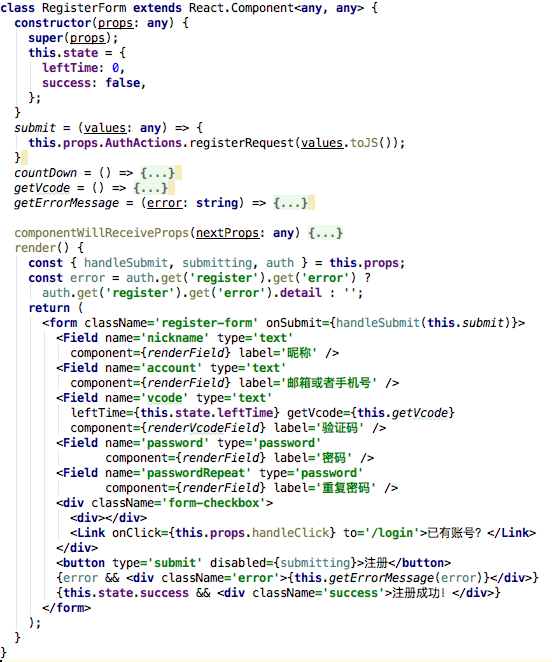 class RegisterForm extends React.Component<any, any> {
  constructor(props: any) {
    super(props);
    this.state = {
      leftTime: 0,
      success: false,
    };
  }
  submit = (values: any) => {
    this.props.AuthActions.registerRequest(values.toJS());
  }
  countDown = () => {...}
  getVcode = () => {...}
  getErrorMessage = (error: string) => {...}

  componentWillReceiveProps(nextProps: any) {...}
  render() {
    const { handleSubmit, submitting, auth } = this.props;
    const error = auth.get('register').get('error') ?
      auth.get('register').get('error').detail : '';
    return (
      <form className='register-form' onSubmit={handleSubmit(this.submit)}>
        <Field name='nickname' type='text'
          component={renderField} label='昵称' />
        <Field name='account' type='text'
          component={renderField} label='邮箱或者手机号' />
        <Field name='vcode' type='text'
          leftTime={this.state.leftTime} getVcode={this.getVcode}
          component={renderVcodeField} label='验证码' />
        <Field name='password' type='password'
               component={renderField} label='密码' />
        <Field name='passwordRepeat' type='password'
               component={renderField} label='重复密码' />
        <div className='form-checkbox'>
          <div></div>
          <Link onClick={this.props.handleClick} to='/login'>已有账号? </Link>
        </div>
        <button type='submit' disabled={submitting}>注册</button>
        {error && <div className='error'>{this.getErrorMessage(error)}</div>}
        {this.state.success && <div className='success'>注册成功! </div>}
      </form>
    );
  }
}